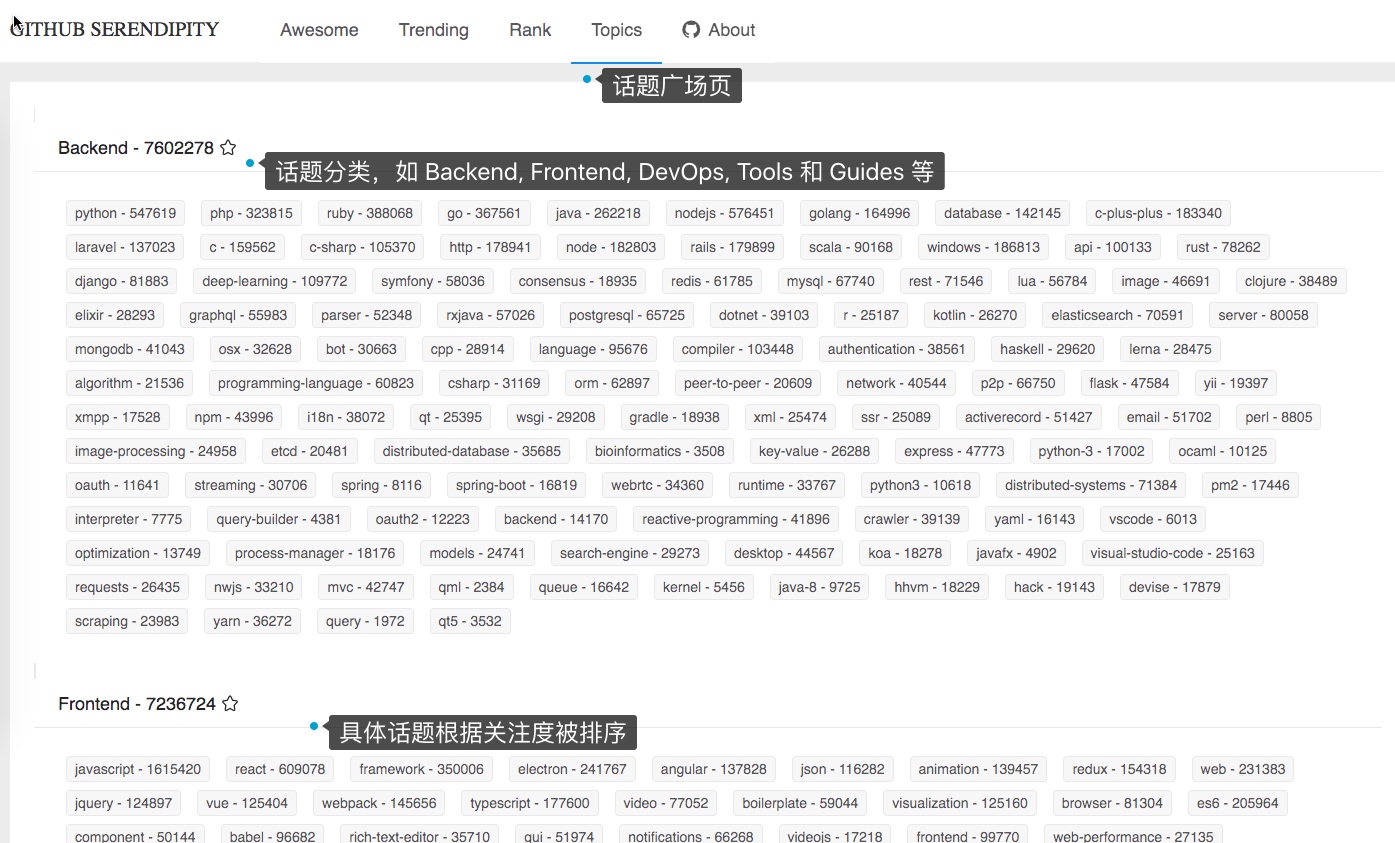 GITHUB SERENDIPITY Awesome Trending Rank Topics About
话题广场页
Backend - 7602278
话题分类，如 Backend, Frontend, DevOps, Tools 和 Guides 等
python - 547619 php - 323815 ruby - 388068 go - 367561 java - 262218 nodejs - 576451 golang - 164996 database - 142145 c-plus-plus - 183340
laravel - 137023 c - 159562 c-sharp - 105370 http - 178941 node - 182803 rails - 179899 scala - 90168 windows - 186813 api - 100133 rust - 78262
django - 81883 deep-learning - 109772 symfony - 58036 consensus - 18935 redis - 61785 mysql - 67740 rest - 71546 lua - 56784 image - 46691 clojure - 38489
elixir - 28293 graphql - 55983 parser - 52348 rxjava - 57026 postgresql - 65725 dotnet - 39103 r - 25187 kotlin - 26270 elasticsearch - 70591 server - 80058
mongodb - 41043 osx - 32628 bot - 30663 cpp - 28914 language - 95676 compiler - 103448 authentication - 38561 haskell - 29620 lerna - 28475
algorithm - 21536 programming-language - 60823 csharp - 31169 orm - 62897 peer-to-peer - 20609 network - 40544 p2p - 66750 flask - 47584 yii - 19397
xmpp - 17528 npm - 43996 i18n - 38072 qt - 25395 wsgi - 29208 gradle - 18938 xml - 25474 ssr - 25089 activerecord - 51427 email - 51702 perl - 8805
image-processing - 24958 etcd - 20481 distributed-database - 35685 bioinformatics - 3508 key-value - 26288 express - 47773 python-3 - 17002 ocaml - 10125
oauth - 11641 streaming - 30706 spring - 8116 spring-boot - 16819 webrtc - 34360 runtime - 33767 python3 - 10618 distributed-systems - 71384 pm2 - 17446
interpreter - 7775 query-builder - 4381 oauth2 - 12223 backend - 14170 reactive-programming - 41896 crawler - 39139 yaml - 16143 vscode - 6013
optimization - 13749 process-manager - 18176 models - 24741 search-engine - 29273 desktop - 44567 koa - 18278 javafx - 4902 visual-studio-code - 25163
requests - 26435 nwjs - 33210 mvc - 42747 qml - 2384 queue - 16642 kernel - 5456 java-8 - 9725 hhvm - 18229 hack - 19143 devise - 17879
scraping - 23983 yarn - 36272 query - 1972 qt5 - 3532
Frontend - 7236724
具体话题根据关注度被排序
javascript - 1615420 react - 609078 framework - 350006 electron - 241767 angular - 137828 json - 116282 animation - 139457 redux - 154318 web - 231383
jquery - 124897 vue - 125404 webpack - 145656 typescript - 177600 video - 77052 boilerplate - 59044 visualization - 125160 browser - 81304 es6 - 205964
component - 50144 babel - 96682 rich-text-editor - 35710 gui - 51974 notifications - 66268 videojs - 17218 frontend - 99770 web-performance - 27135